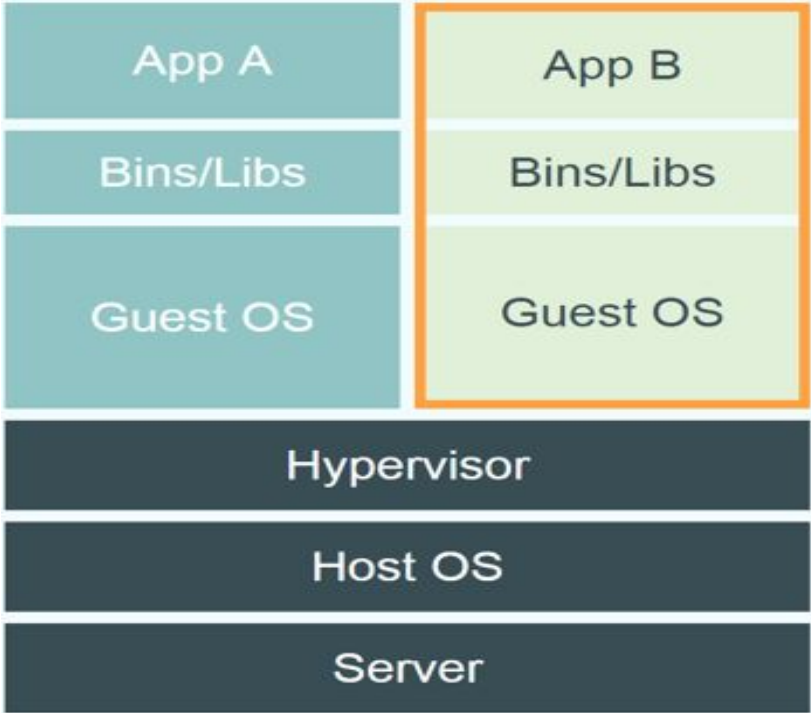 App A
App B
Bins/Libs
Bins/Libs
Guest OS
Guest OS
Hypervisor
Host OS
Server